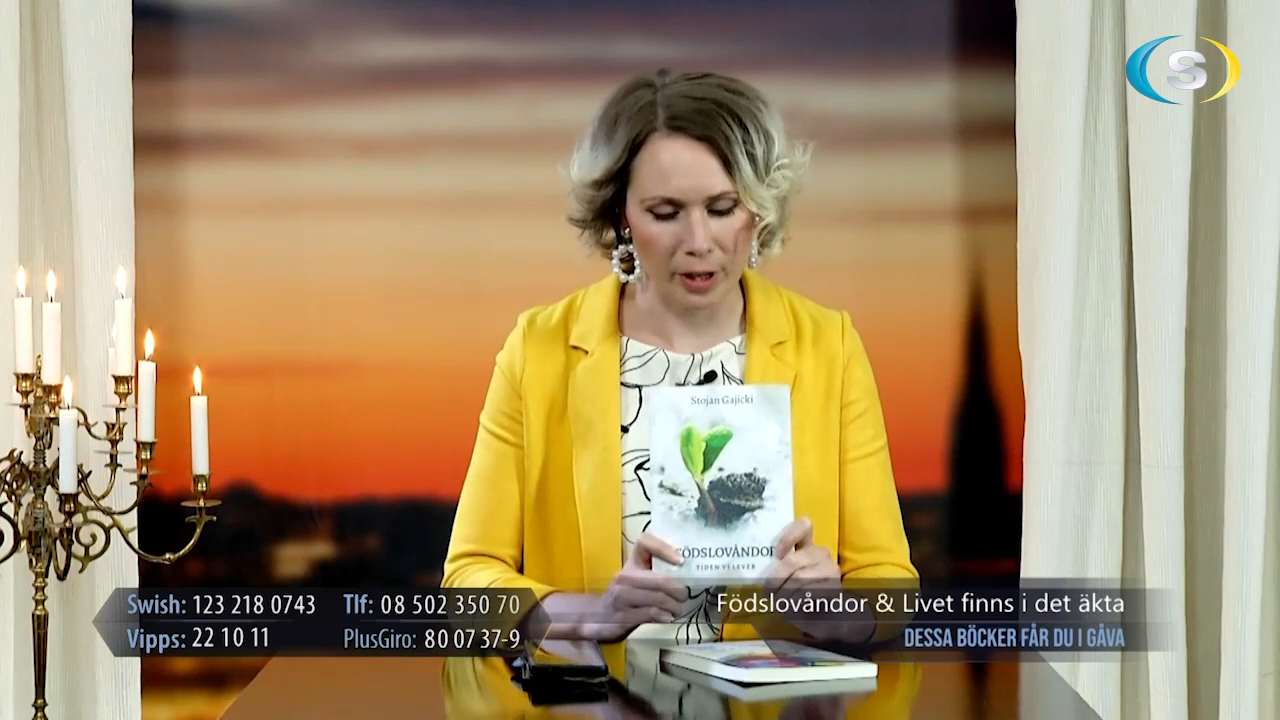 S
Stojan Gajicki
FÖDSLOVÅNDOR
TIDEN VI LEVER
Swish: 123 218 0743 Tlf: 08 502 350 70
Vipps: 22 10 11 PlusGiro: 80 07 37-9
Födslovåndor & Livet finns i det äkta
DESSA BÖCKER FÅR DU I GÅVA